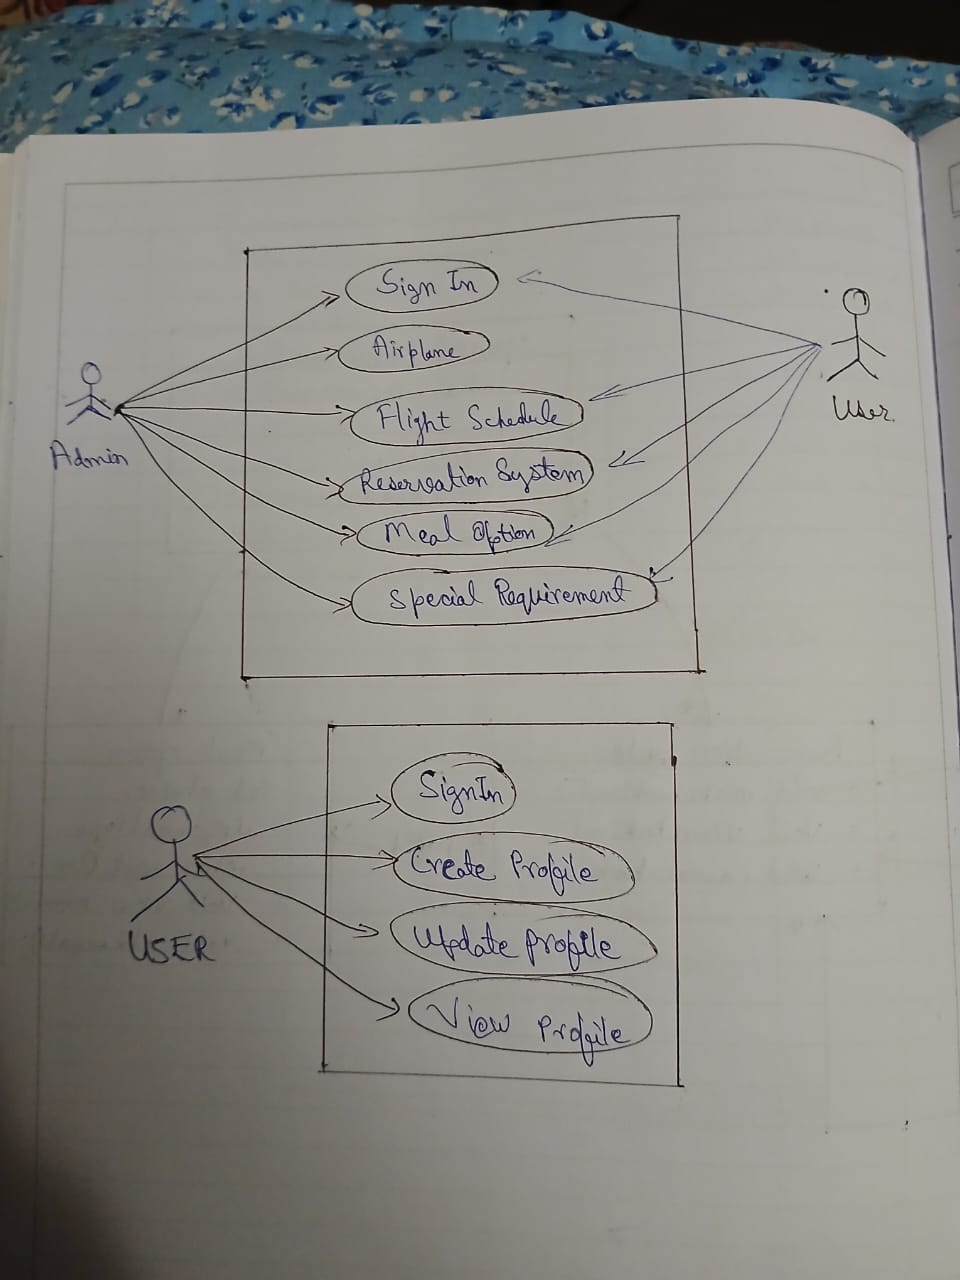 Sign In
Airplane
Flight Schedule
Reservation System
Meal Option
Special Requirement
Admin
User
SignIn
Create Profile
Update Profile
View Profile
USER